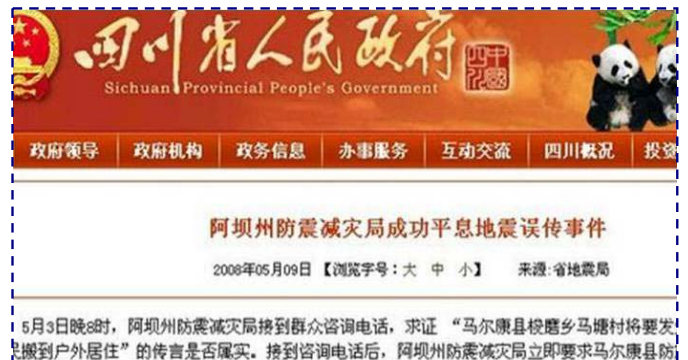 四川省人民政府
Sichuan Provincial People's Government
中國
四川
政府领导 政府机构 政务信息 办事服务 互动交流 四川概况 投资
阿坝州防震减灾局成功平息地震误传事件
2008年05月09日 【浏览字号：大 中 小】 来源：省地震局
5月3日晚8时，阿坝州防震减灾局接到群众咨询电话，求证 “马尔康县梭磨乡马塘村将要发
搬到户外居住”的传言是否属实。接到咨询电话后，阿坝州防震减灾局立即要求马尔康县防